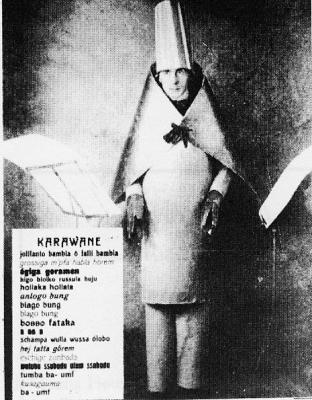 KARAWANE
jolifanto bambla ô falli bambla
grossiga m'pfa habla horem
égiga goramen
higo bloiko russula huju
hollaka hollala
anlogo bung
blago bung
blago bung
bosso fataka
ü üü ü
schampa wulla wussa ólobo
hej tatta gôrem
eschige zunbada
wulubu ssubudu uluw ssubudu
tumba ba- umf
kusagauma
ba - umf